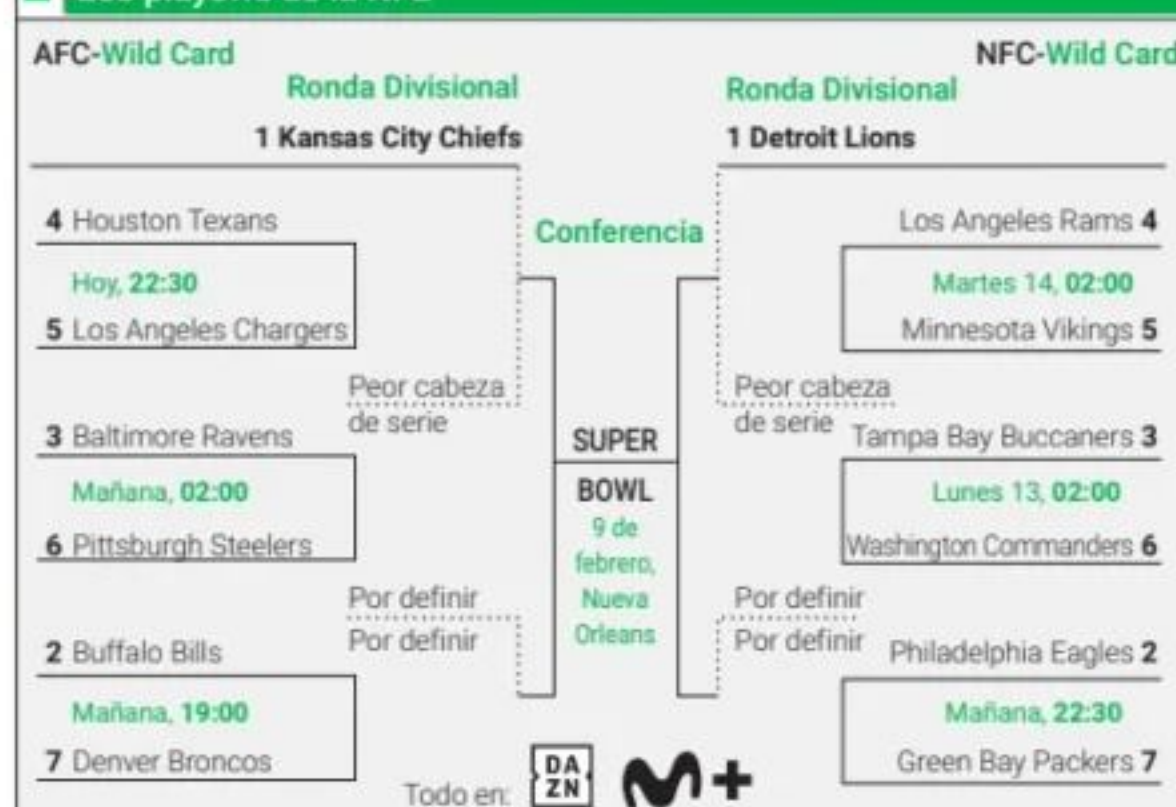 AFC-Wild Card
Ronda Divisional
1 Kansas City Chiefs
4 Houston Texans
Hoy, 22:30
5 Los Angeles Chargers
Peor cabeza
de serie
3 Baltimore Ravens
Mañana, 02:00
6 Pittsburgh Steelers
Por definir
Por definir
2 Buffalo Bills
Mañana, 19:00
7 Denver Broncos
Conferencia
SUPER
BOWL
9 de
febrero,
Nueva
Orleans
NFC-Wild Card
Ronda Divisional
1 Detroit Lions
Los Angeles Rams 4
Martes 14, 02:00
Minnesota Vikings 5
Peor cabeza
de serie
Tampa Bay Buccaners 3
Lunes 13, 02:00
Washington Commanders 6
Por definir
Por definir
Philadelphia Eagles 2
Mañana, 22:30
Green Bay Packers 7
Todo en:
DA
ZN
M+